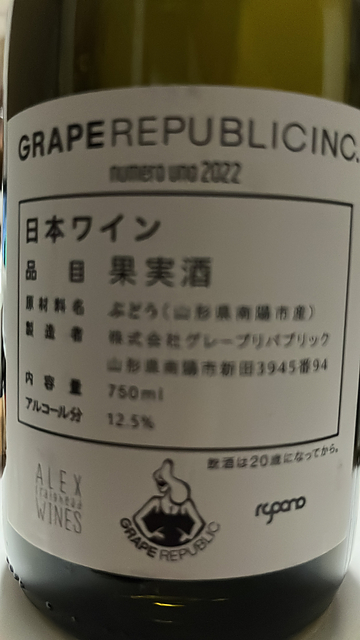 GRAPEREPUBLICINC.
numero uno 2022
日本ワイン
品目 果実酒
原材料名 ぶどう(山形県南陽市産)
製造者 株式会社グレープリパブリック
山形県南陽市新田3945番94
内容量 750ml
アルコール分 12.5%
飲酒は20歳になってから。
ALEX
craighead
WINES
GRAPE REPUBLIC